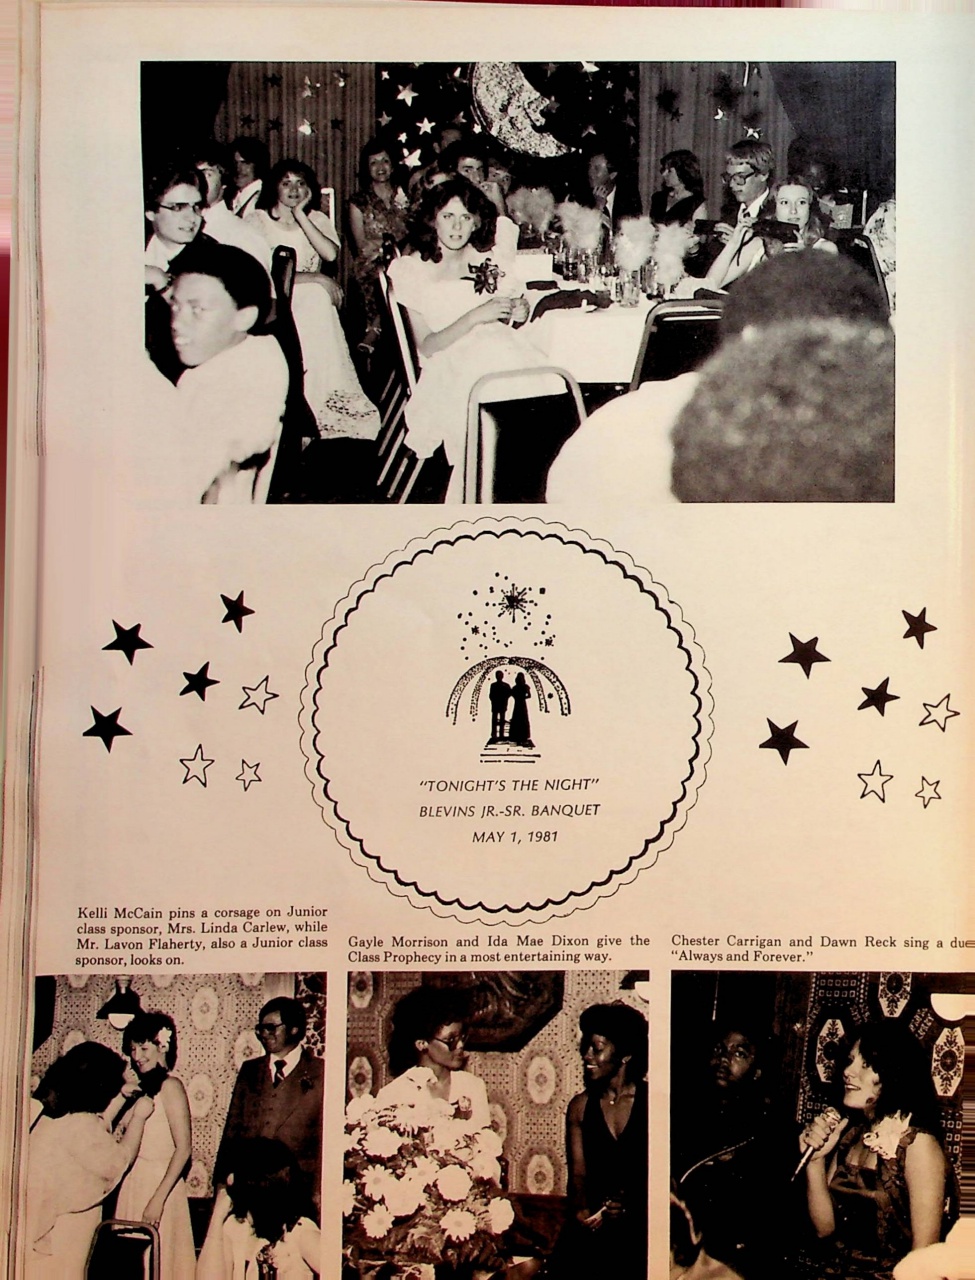 "TONIGHT'S THE NIGHT"
BLEVINS JR.-SR. BANQUET
MAY 1, 1981
Kelli McCain pins a corsage on Junior
class sponsor, Mrs. Linda Carlew, while
Mr. Lavon Flaherty, also a Junior class
sponsor, looks on.
Gayle Morrison and Ida Mae Dixon give the
Class Prophecy in a most entertaining way.
Chester Carrigan and Dawn Reck sing a due
"Always and Forever."